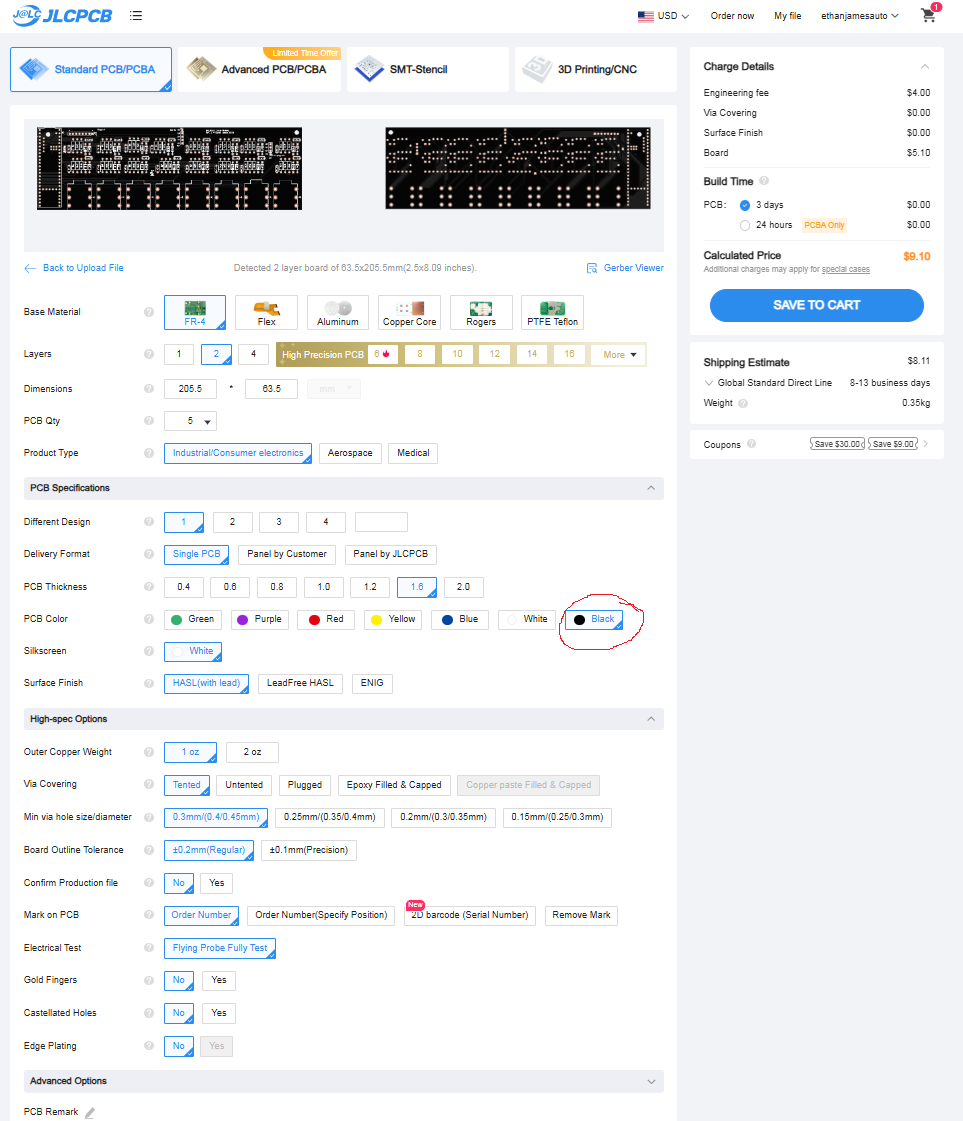 J@LC JLCPCB
USD Order now My file ethanjamesauto 1
Standard PCB/PCBA
Limited Time Offer
Advanced PCB/PCBA
SMT-Stencil
3D Printing/CNC
Back to Upload File
Detected 2 layer board of 63.5x205.5mm(2.5x8.09 inches).
Gerber Viewer
Base Material FR-4 Flex Aluminum Copper Core Rogers PTFE Teflon
Layers 1 2 4 High Precision PCB 6 8 10 12 14 16 More
Dimensions 205.5 * 63.5 mm
PCB Qty 5
Product Type Industrial/Consumer electronics Aerospace Medical
PCB Specifications
Different Design 1 2 3 4
Delivery Format Single PCB Panel by Customer Panel by JLCPCB
PCB Thickness 0.4 0.6 0.8 1.0 1.2 1.6 2.0
PCB Color Green Purple Red Yellow Blue White Black
Silkscreen White
Surface Finish HASL(with lead) LeadFree HASL ENIG
High-spec Options
Outer Copper Weight 1 oz 2 oz
Via Covering Tented Untented Plugged Epoxy Filled & Capped Copper paste Filled & Capped
Min via hole size/diameter 0.3mm/(0.4/0.45mm) 0.25mm/(0.35/0.4mm) 0.2mm/(0.3/0.35mm) 0.15mm/(0.25/0.3mm)
Board Outline Tolerance ±0.2mm(Regular) ±0.1mm(Precision)
Confirm Production file No Yes
Mark on PCB Order Number Order Number(Specify Position) New 2D barcode (Serial Number) Remove Mark
Electrical Test Flying Probe Fully Test
Gold Fingers No Yes
Castellated Holes No Yes
Edge Plating No Yes
Advanced Options
PCB Remark
Charge Details
Engineering fee $4.00
Via Covering $0.00
Surface Finish $0.00
Board $5.10
Build Time
PCB: 3 days $0.00
24 hours PCBA Only $0.00
Calculated Price $9.10
Additional charges may apply for special cases
SAVE TO CART
Shipping Estimate $8.11
Global Standard Direct Line 8-13 business days
Weight 0.35kg
Coupons Save $30.00 Save $9.00